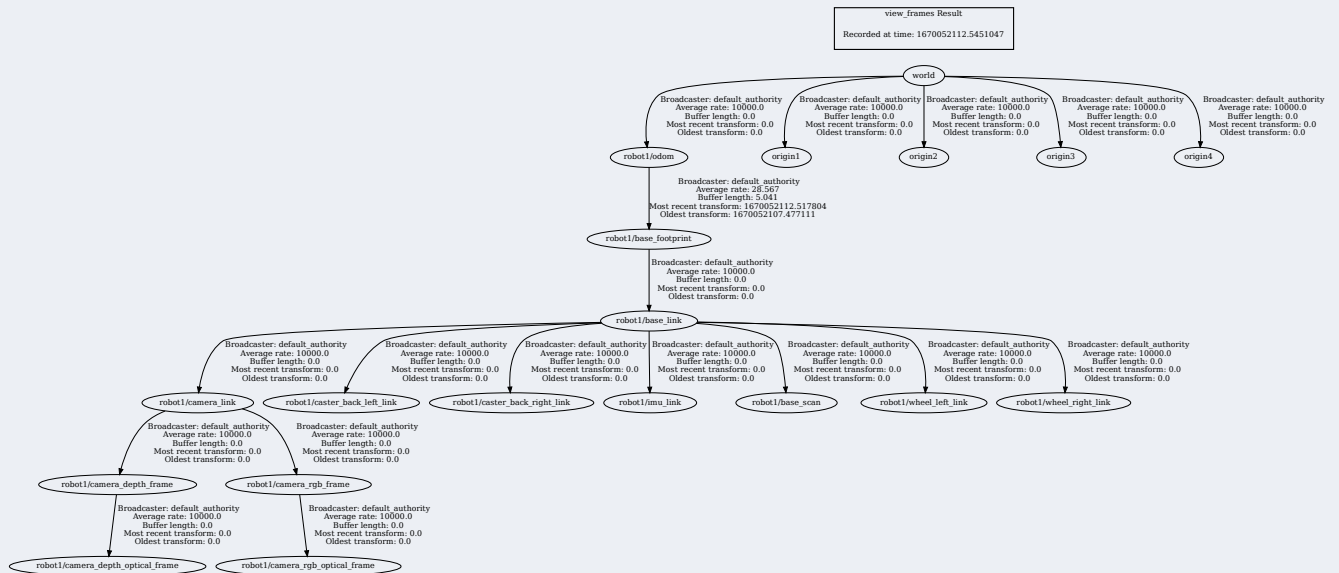 view_frames Result
Recorded at time: 1670052112.5451047
world
Broadcaster: default_authority
Average rate: 10000.0
Buffer length: 0.0
Most recent transform: 0.0
Oldest transform: 0.0
Broadcaster: default_authority
Average rate: 10000.0
Buffer length: 0.0
Most recent transform: 0.0
Oldest transform: 0.0
Broadcaster: default_authority
Average rate: 10000.0
Buffer length: 0.0
Most recent transform: 0.0
Oldest transform: 0.0
Broadcaster: default_authority
Average rate: 10000.0
Buffer length: 0.0
Most recent transform: 0.0
Oldest transform: 0.0
Broadcaster: default_authority
Average rate: 10000.0
Buffer length: 0.0
Most recent transform: 0.0
Oldest transform: 0.0
robot1/odom
origin1
origin2
origin3
origin4
Broadcaster: default_authority
Average rate: 28.567
Buffer length: 5.041
Most recent transform: 1670052112.517804
Oldest transform: 1670052107.477111
robot1/base_footprint
Broadcaster: default_authority
Average rate: 10000.0
Buffer length: 0.0
Most recent transform: 0.0
Oldest transform: 0.0
robot1/base_link
Broadcaster: default_authority
Average rate: 10000.0
Buffer length: 0.0
Most recent transform: 0.0
Oldest transform: 0.0
Broadcaster: default_authority
Average rate: 10000.0
Buffer length: 0.0
Most recent transform: 0.0
Oldest transform: 0.0
Broadcaster: default_authority
Average rate: 10000.0
Buffer length: 0.0
Most recent transform: 0.0
Oldest transform: 0.0
Broadcaster: default_authority
Average rate: 10000.0
Buffer length: 0.0
Most recent transform: 0.0
Oldest transform: 0.0
Broadcaster: default_authority
Average rate: 10000.0
Buffer length: 0.0
Most recent transform: 0.0
Oldest transform: 0.0
Broadcaster: default_authority
Average rate: 10000.0
Buffer length: 0.0
Most recent transform: 0.0
Oldest transform: 0.0
Broadcaster: default_authority
Average rate: 10000.0
Buffer length: 0.0
Most recent transform: 0.0
Oldest transform: 0.0
robot1/camera_link
robot1/caster_back_left_link
robot1/caster_back_right_link
robot1/imu_link
robot1/base_scan
robot1/wheel_left_link
robot1/wheel_right_link
Broadcaster: default_authority
Average rate: 10000.0
Buffer length: 0.0
Most recent transform: 0.0
Oldest transform: 0.0
Broadcaster: default_authority
Average rate: 10000.0
Buffer length: 0.0
Most recent transform: 0.0
Oldest transform: 0.0
robot1/camera_depth_frame
robot1/camera_rgb_frame
Broadcaster: default_authority
Average rate: 10000.0
Buffer length: 0.0
Most recent transform: 0.0
Oldest transform: 0.0
Broadcaster: default_authority
Average rate: 10000.0
Buffer length: 0.0
Most recent transform: 0.0
Oldest transform: 0.0
robot1/camera_depth_optical_frame
robot1/camera_rgb_optical_frame